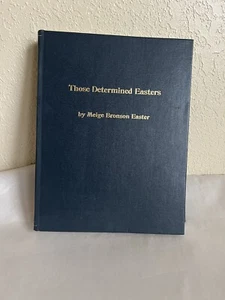 Those Determined Easters
by Meige Bronson Easter